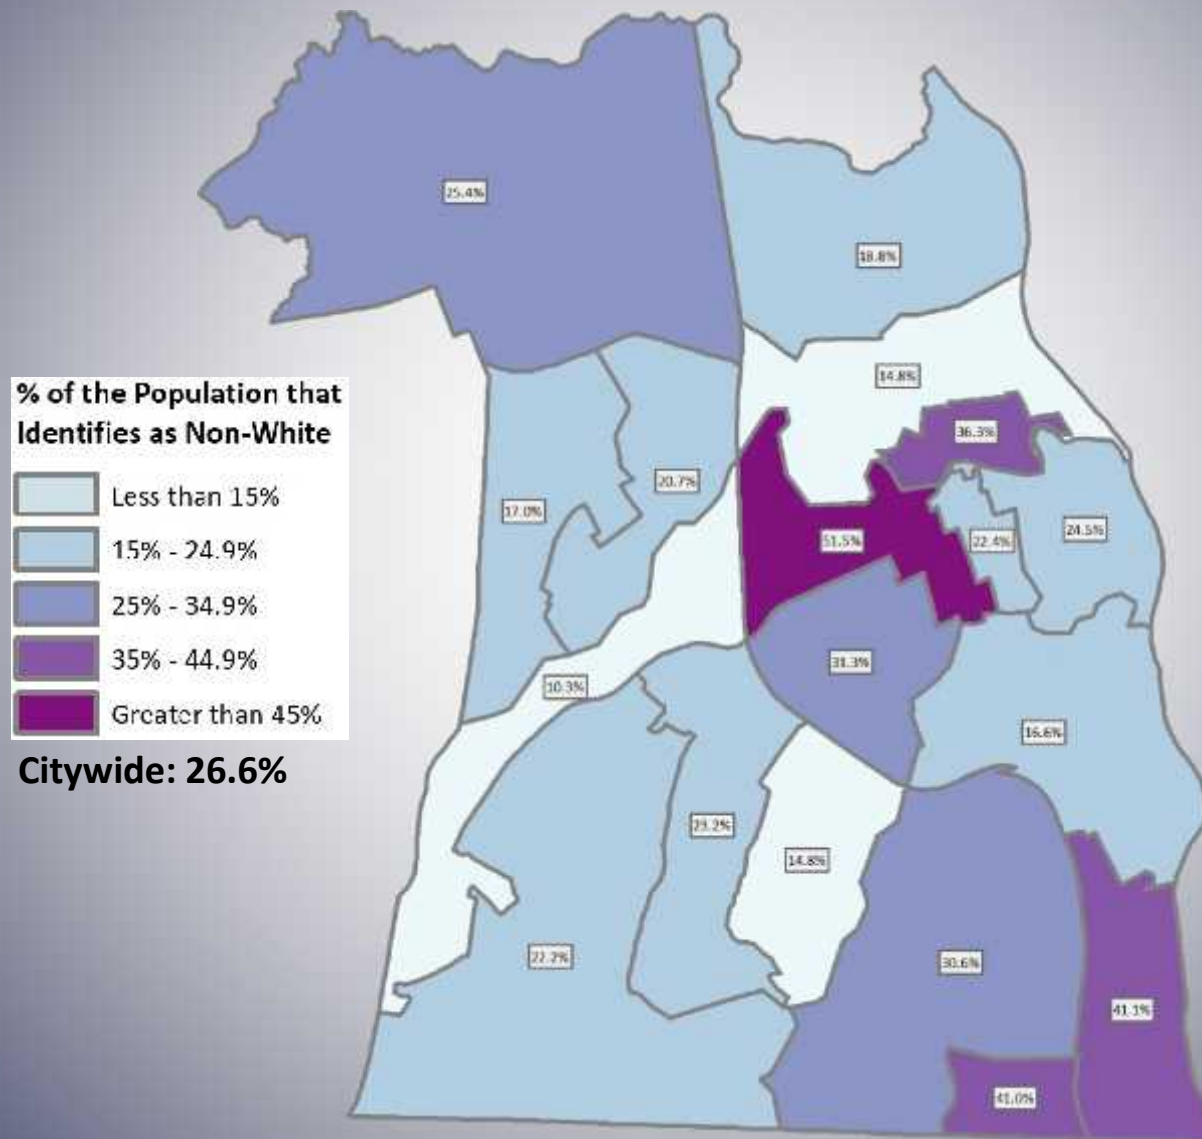 25.4%
18.8%
% of the Population that
Identifies as Non-White
Less than 15%
15% - 24.9%
25% - 34.9%
35% - 44.9%
Greater than 45%
Citywide: 26.6%
14.8%
36.3%
20.7%
17.0%
51.5%
22.4%
24.5%
31.3%
10.3%
16.6%
23.2%
14.8%
22.2%
30.6%
41.1%
41.0%